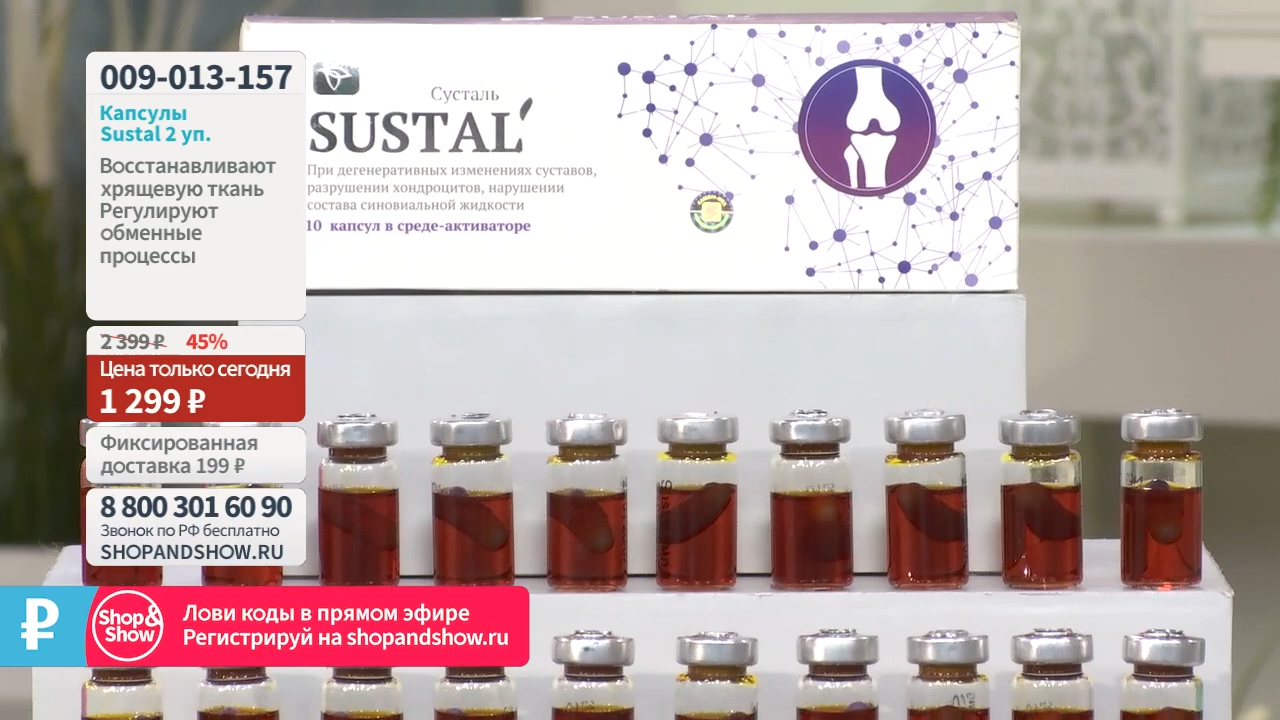 009-013-157
Капсулы
Sustal 2 уп.
Восстанавливают
хрящевую ткань
Регулируют
обменные
процессы
2 399 ₽ 45%
Цена только сегодня
1 299 ₽
Фиксированная
доставка 199 ₽
8 800 301 60 90
Звонок по РФ бесплатно
SHOPANDSHOW.RU
₽
Shop&
Show
Лови коды в прямом эфире
Регистрируй на shopandshow.ru
Сусталь
SUSTAL'
При дегенеративных изменениях суставов,
разрушении хондроцитов, нарушении
состава синовиальной жидкости
10 капсул в среде-активаторе